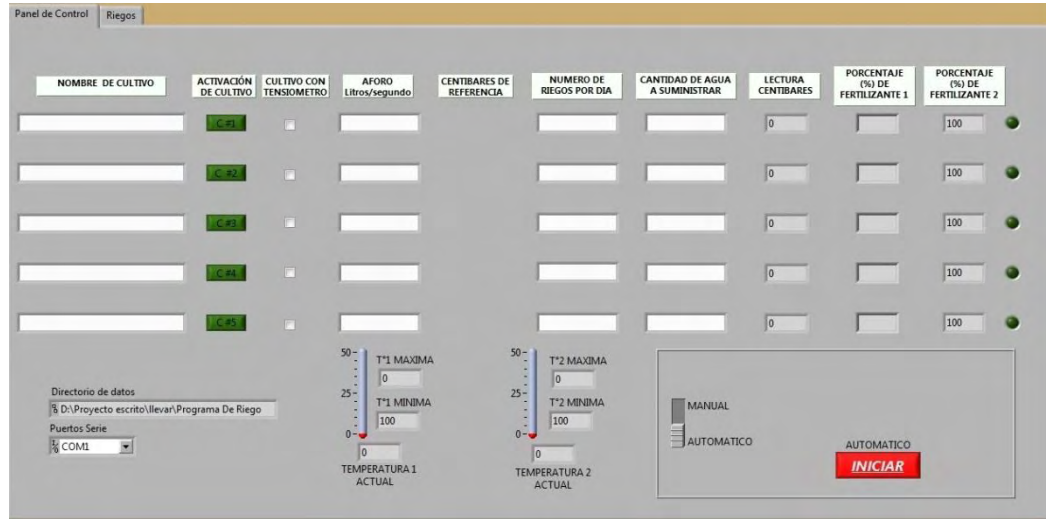 Panel de Control Riegos
NOMBRE DE CULTIVO
ACTIVACIÓN
DE CULTIVO
CULTIVO CON
TENSIOMETRO
AFORO
Litros/segundo
CENTIBARES DE
REFERENCIA
NUMERO DE
RIEGOS POR DIA
CANTIDAD DE AGUA
A SUMINISTRAR
LECTURA
CENTIBARES
PORCENTAJE
(%) DE
FERTILIZANTE 1
PORCENTAJE
(%) DE
FERTILIZANTE 2
C #1 0 100
C #2 0 100
C #3 0 100
C #4 0 100
C #5 0 100
Directorio de datos
D:\Proyecto escrito\llevar\Programa De Riego
Puertos Serie
COM1
50
25
0
T°1 MAXIMA
0
T°1 MINIMA
100
0
TEMPERATURA 1
ACTUAL
50
25
0
T°2 MAXIMA
0
T°2 MINIMA
100
0
TEMPERATURA 2
ACTUAL
MANUAL
AUTOMATICO
AUTOMATICO
INICIAR